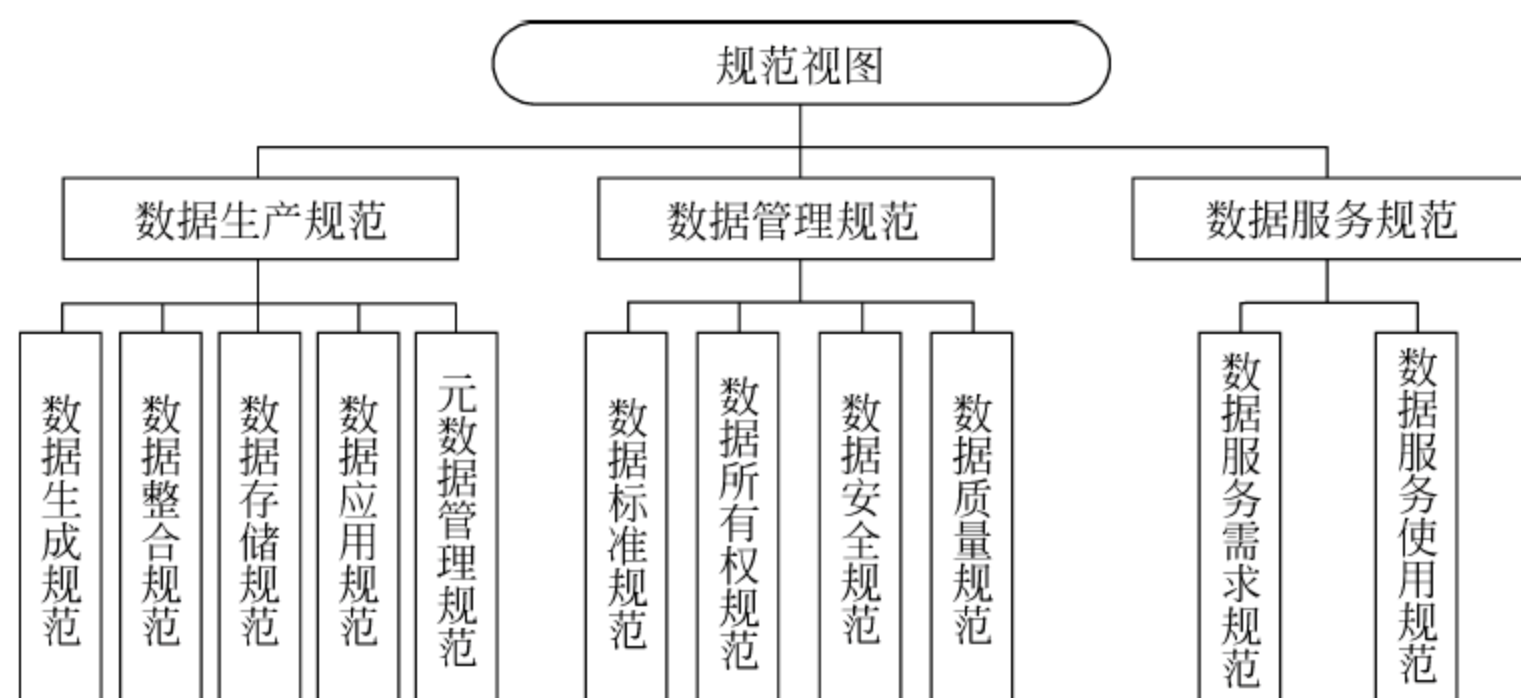 规范视图
数据生产规范
数据管理规范
数据服务规范
数据生成规范
数据整合规范
数据存储规范
数据应用规范
元数据管理规范
数据标准规范
数据所有权规范
数据安全规范
数据质量规范
数据服务需求规范
数据服务使用规范